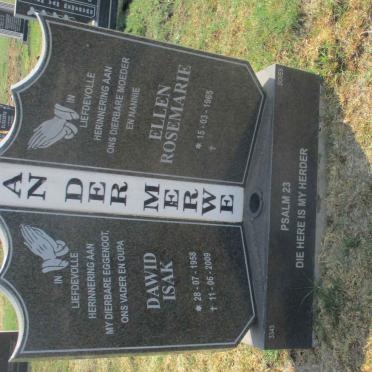 AN DER MERWE
IN
LIEFDEVOLLE
HERINNERING AAN
MY DIERBARE EGGENOOT,
ONS VADER EN OUPA
DAWID
ISAK
* 28 - 07 - 1958
† 11 - 06 - 2009
IN
LIEFDEVOLLE
HERINNERING AAN
ONS DIERBARE MOEDER
EN NANNIE
ELLEN
ROSEMARIE
* 15 - 03 - 1965
†
PSALM 23
DIE HERE IS MY HERDER